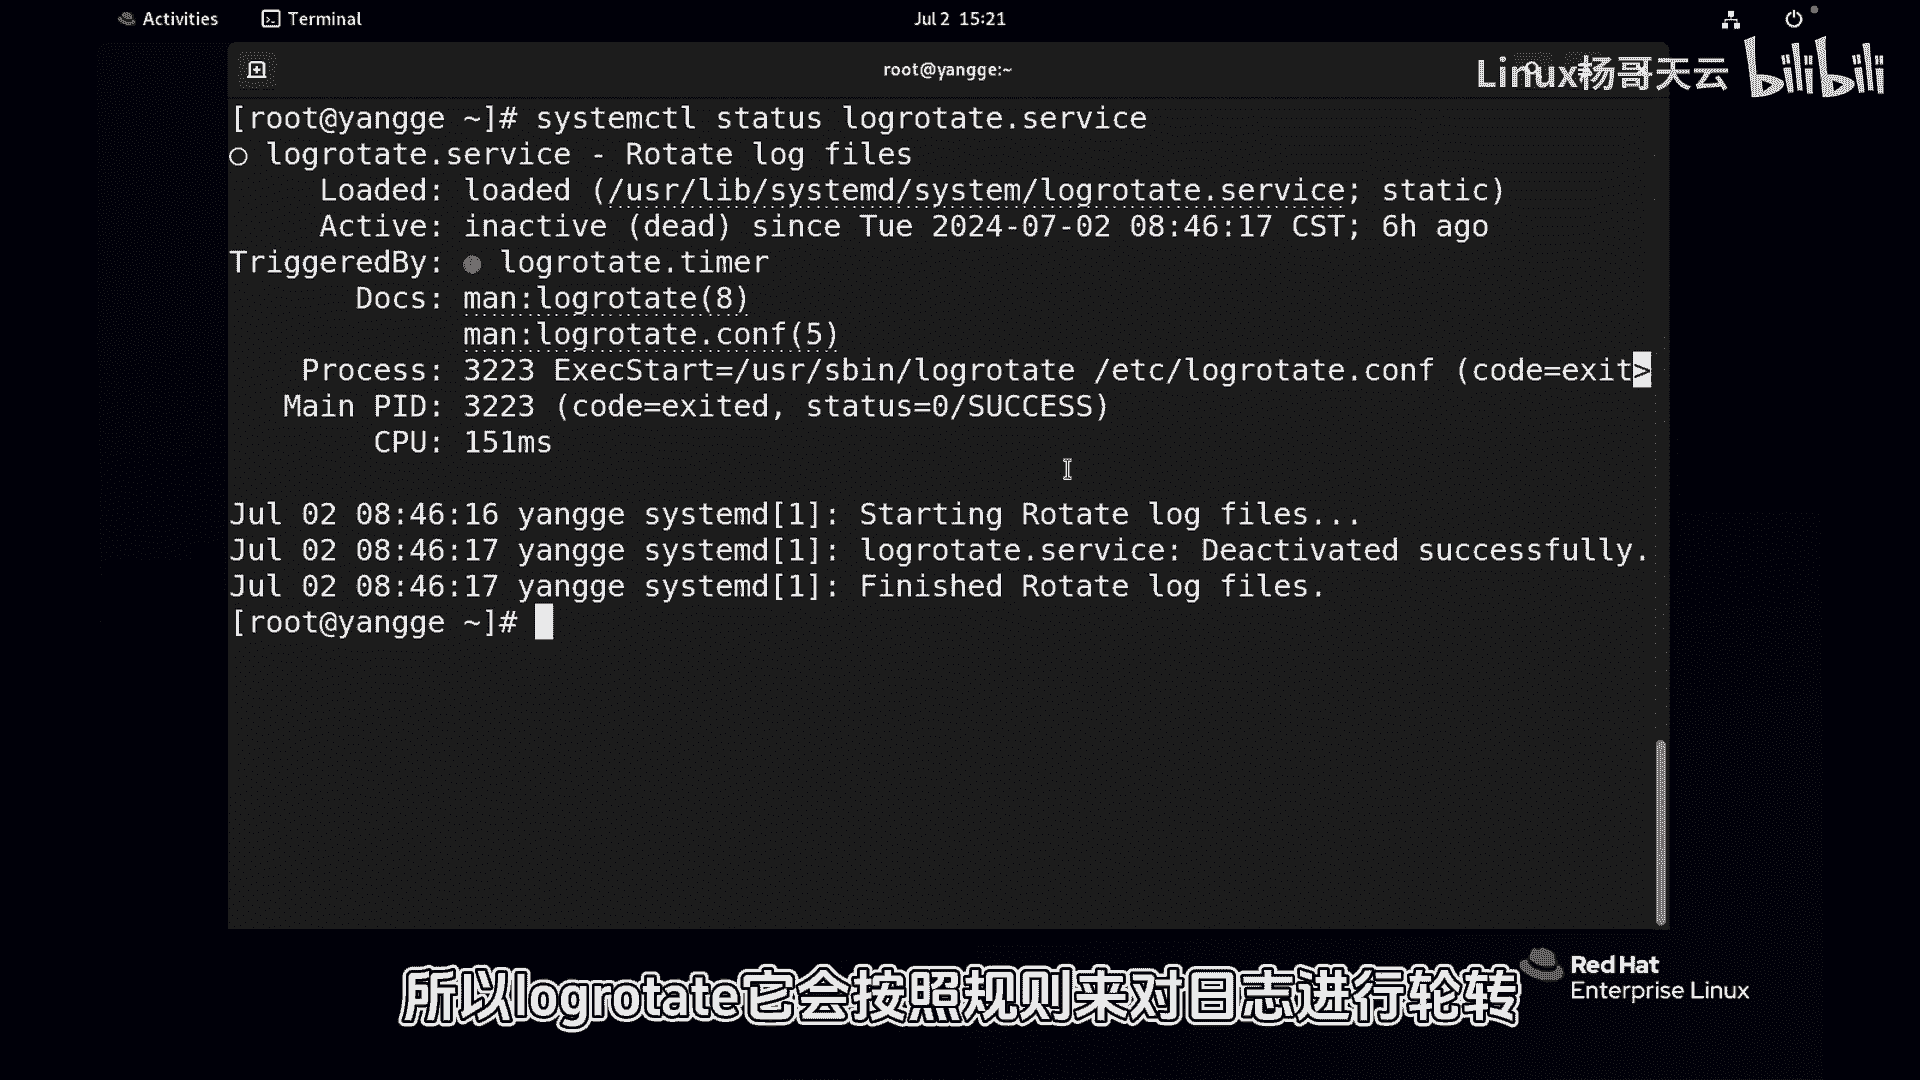 Activities
Terminal
Jul 2 15:21
root@yangge:~
Linux杨哥天云 bilibili
[root@yangge ~]# systemctl status logrotate.service
○ logrotate.service - Rotate log files
Loaded: loaded (/usr/lib/systemd/system/logrotate.service; static)
Active: inactive (dead) since Tue 2024-07-02 08:46:17 CST; 6h ago
TriggeredBy: ● logrotate.timer
Docs: man:logrotate(8)
man:logrotate.conf(5)
Process: 3223 ExecStart=/usr/sbin/logrotate /etc/logrotate.conf (code=exit>
Main PID: 3223 (code=exited, status=0/SUCCESS)
CPU: 151ms
Jul 02 08:46:16 yangge systemd[1]: Starting Rotate log files...
Jul 02 08:46:17 yangge systemd[1]: logrotate.service: Deactivated successfully.
Jul 02 08:46:17 yangge systemd[1]: Finished Rotate log files.
[root@yangge ~]#
所以logrotate它会按照规则来对日志进行轮转
Red Hat
Enterprise Linux